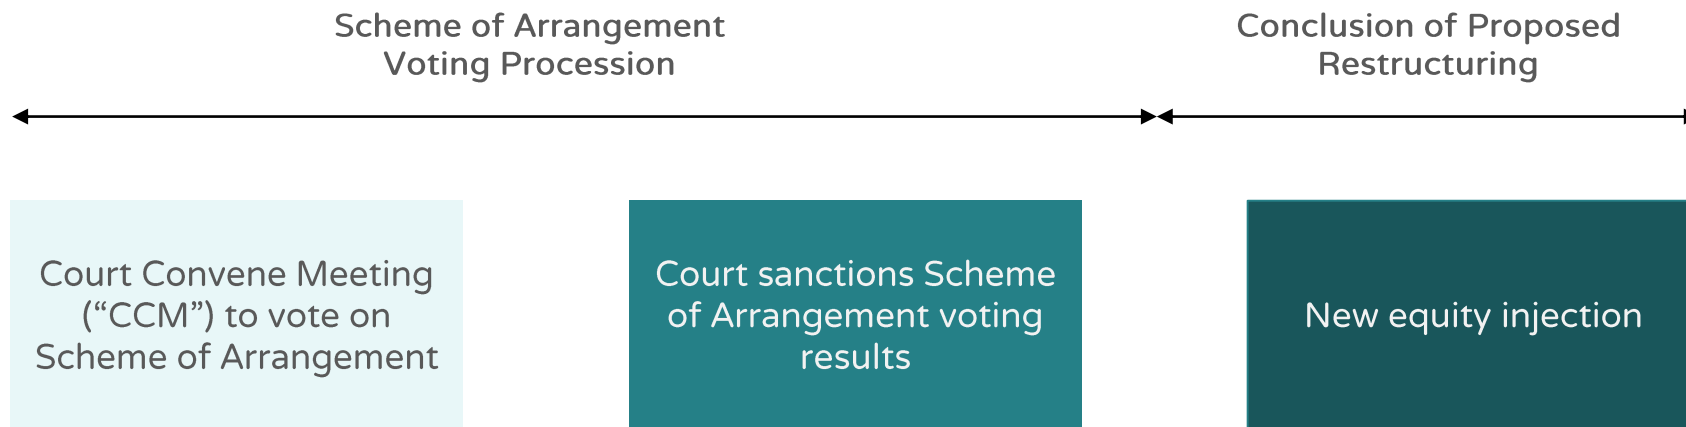 Scheme of Arrangement
Voting Procession
Conclusion of Proposed
Restructuring
Court Convene Meeting
(“CCM”) to vote on
Scheme of Arrangement
Court sanctions Scheme
of Arrangement voting
results
New equity injection